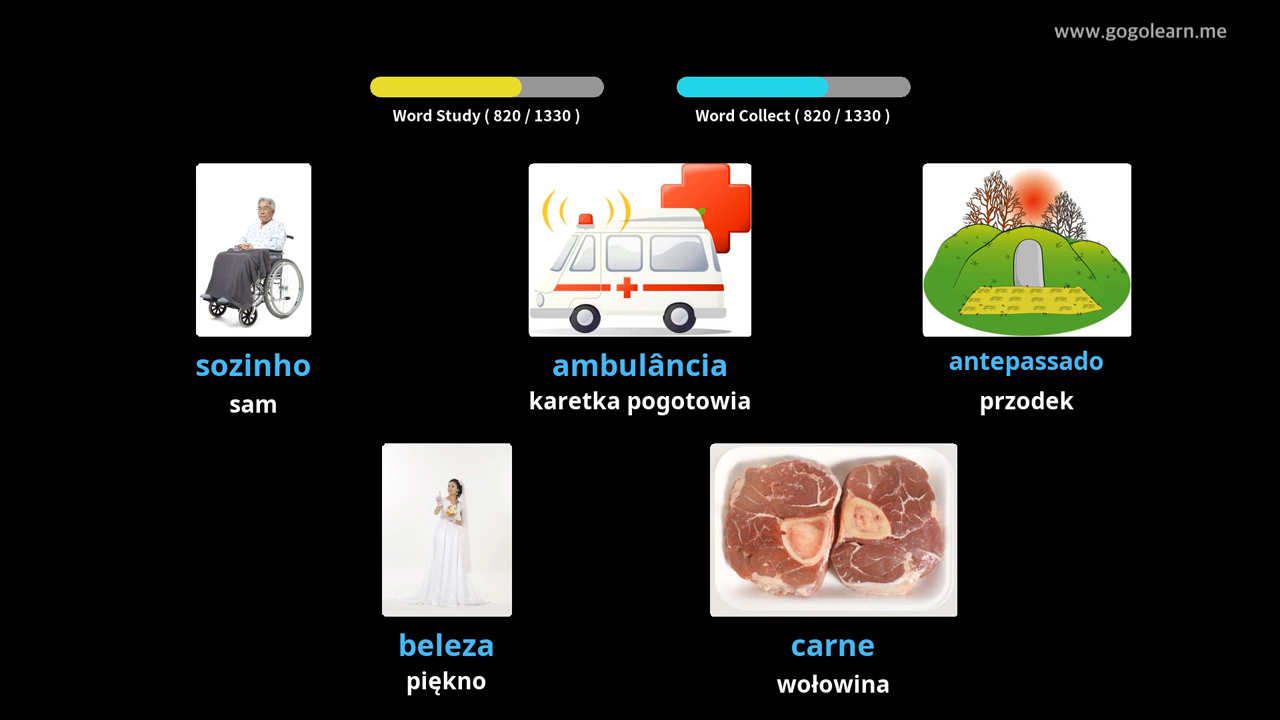 www.gogolearn.me
Word Study ( 820 / 1330 )
Word Collect ( 820 / 1330 )
sozinho
sam
ambulância
karetka pogotowia
antepassado
przodek
beleza
piękno
carne
wołowina